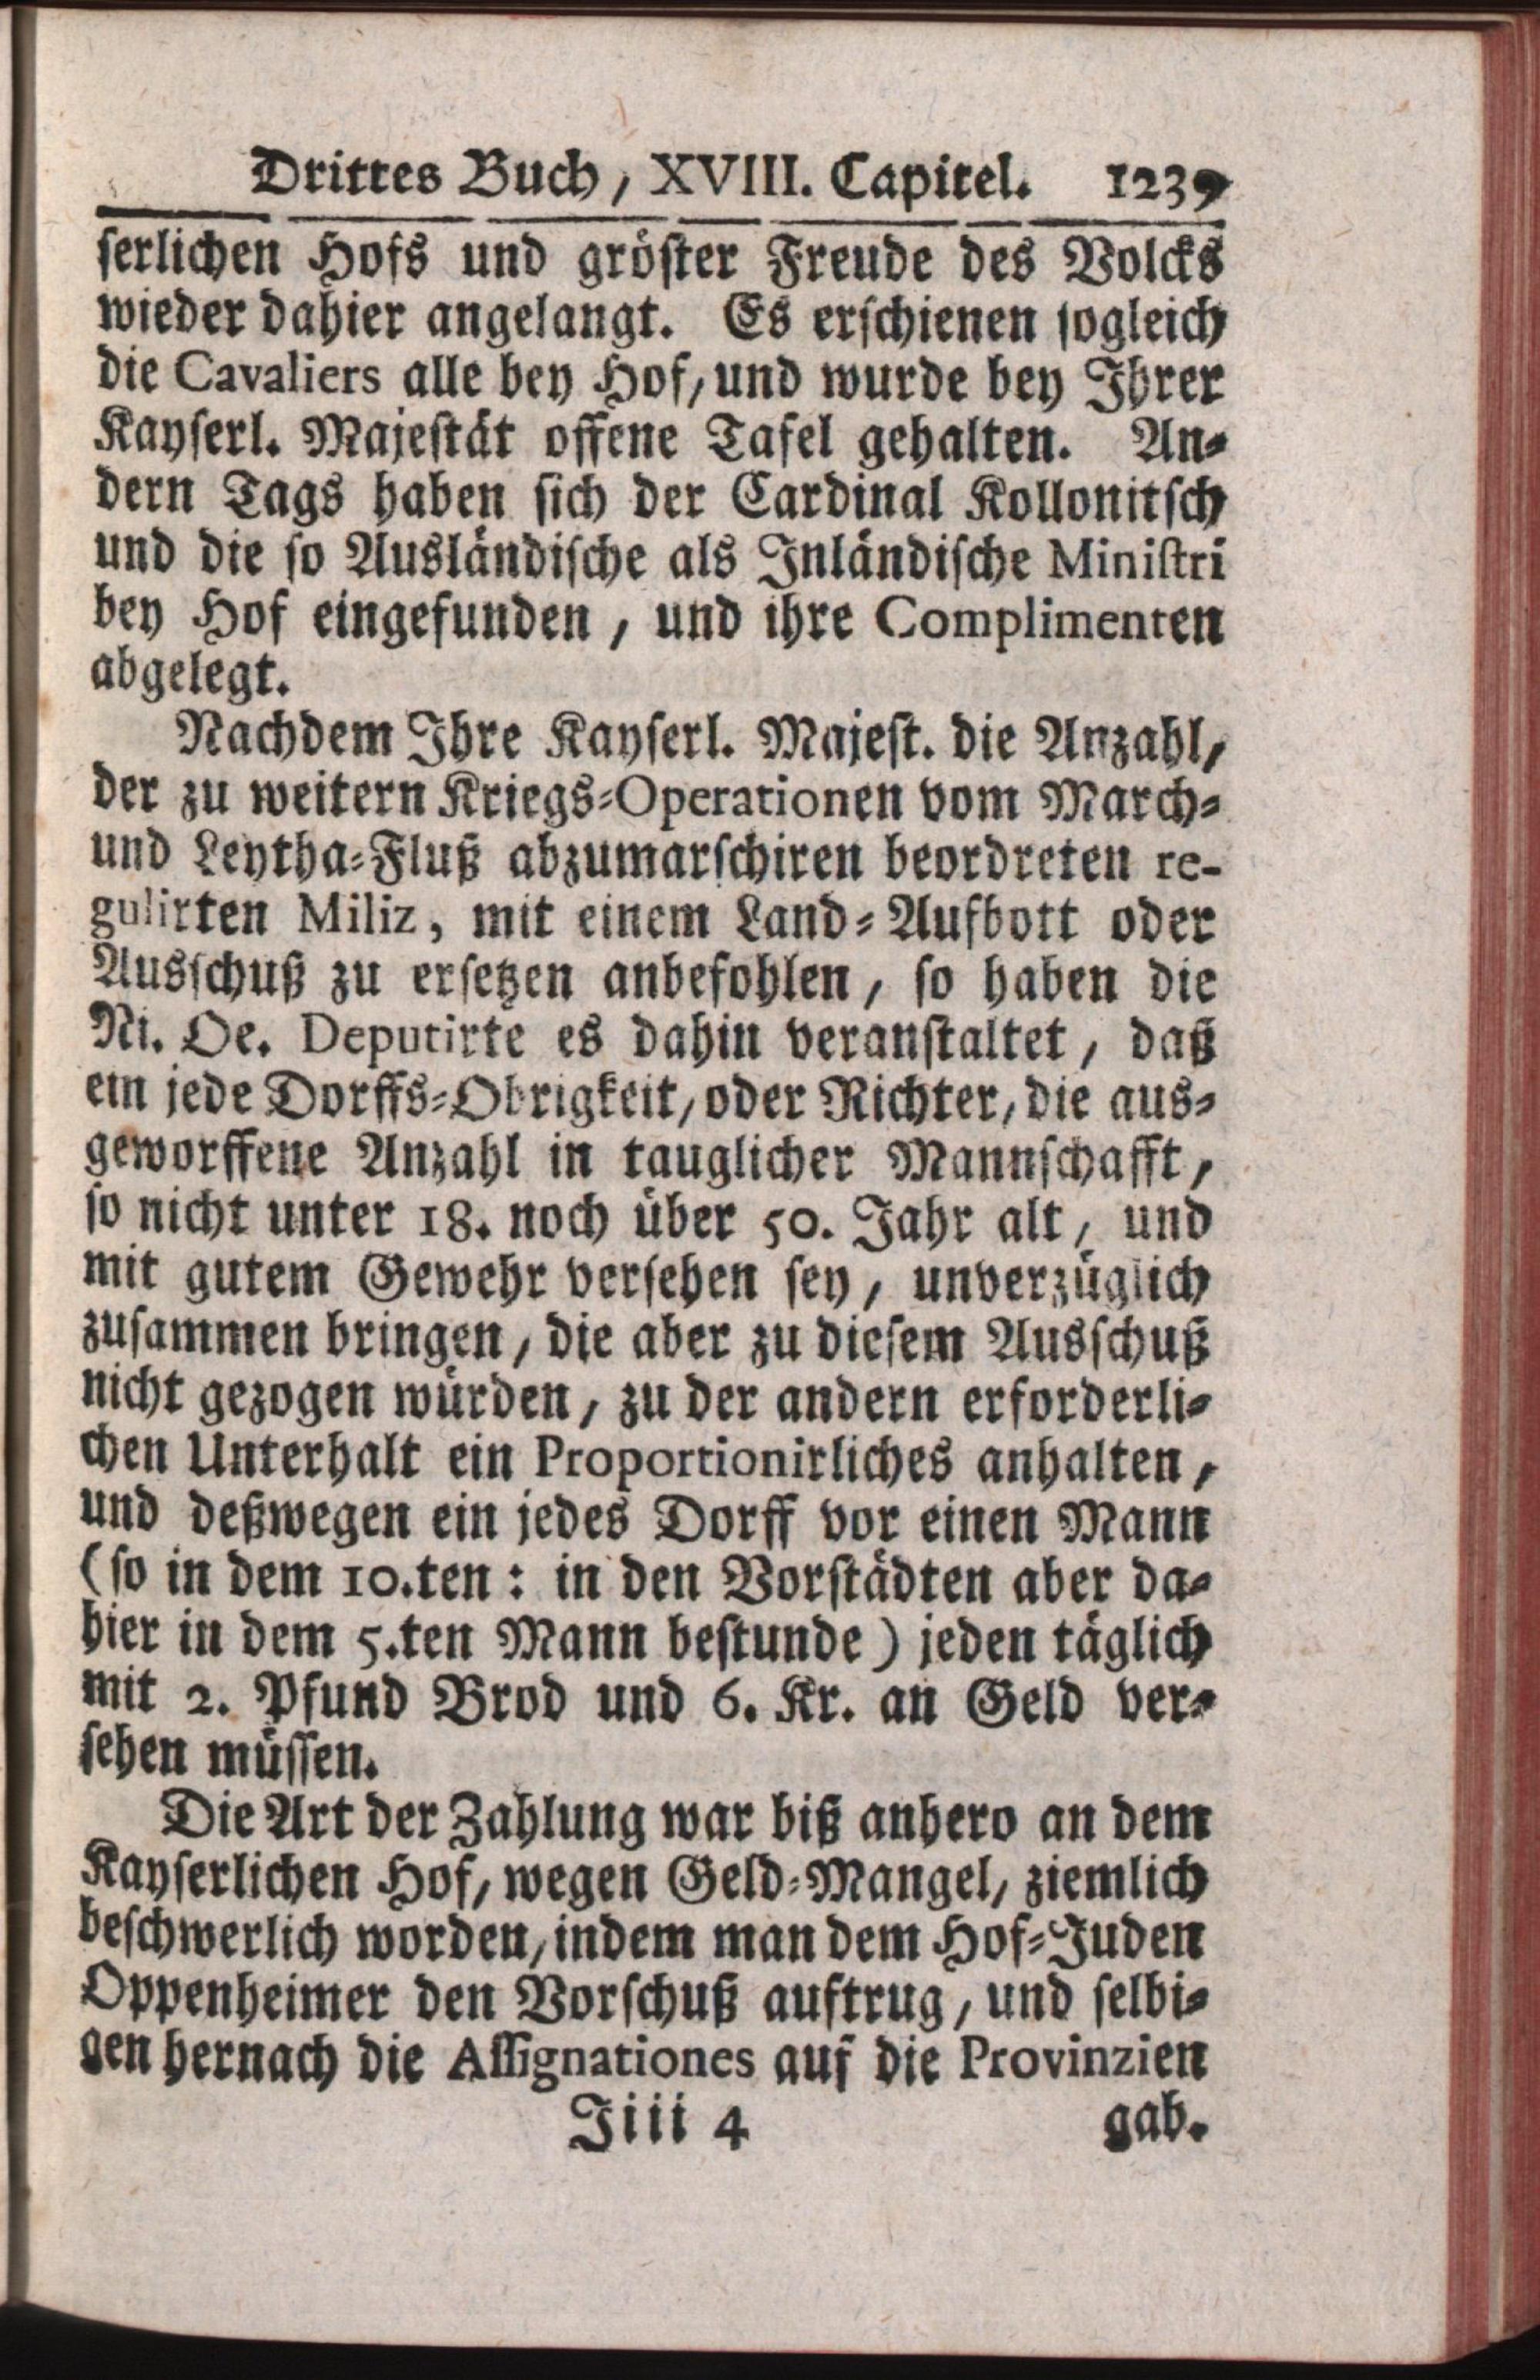 Drittes Buch, XVIII. Capitel. 1239
serlichen Hofs und gröster Freude des Volcks
wieder dahier angelangt. Es erschienen sogleich
die Cavaliers alle bey Hof, und wurde bey Ihrer
Kayserl. Majestät offene Tafel gehalten. An-
dern Tags haben sich der Cardinal Kollonitsch
und die so Ausländische als Inländische Ministri
bey Hof eingefunden, und ihre Complimenten
abgelegt.
Nachdem Ihre Kayserl. Majest. die Anzahl,
der zu weitern Kriegs-Operationen vom March-
und Leytha-Fluß abzumarschiren beordreten re-
gulirten Miliz, mit einem Land-Aufbott oder
Ausschuß zu ersetzen anbefohlen, so haben die
Ni. Oe. Deputirte es dahin veranstaltet, daß
ein jede Dorffs-Obrigkeit, oder Richter, die aus-
geworffene Anzahl in tauglicher Mannschafft,
so nicht unter 18. noch über 50. Jahr alt, und
mit gutem Gewehr versehen sey, unverzüglich
zusammen bringen, die aber zu diesem Ausschuß
nicht gezogen würden, zu der andern erforderli-
chen Unterhalt ein Proportionirliches anhalten,
und deßwegen ein jedes Dorff vor einen Mann
(so in dem 10.ten: in den Vorstädten aber da-
hier in dem 5.ten Mann bestunde) jeden täglich
mit 2. Pfund Brod und 6. Kr. an Geld ver-
sehen müssen.
Die Art der Zahlung war biß anhero an dem
Kayserlichen Hof, wegen Geld-Mangel, ziemlich
beschwerlich worden, indem man dem Hof-Juden
Oppenheimer den Vorschuß auftrug, und selbi-
gen hernach die Assignationes auf die Provinzien
Jiii 4 gab.